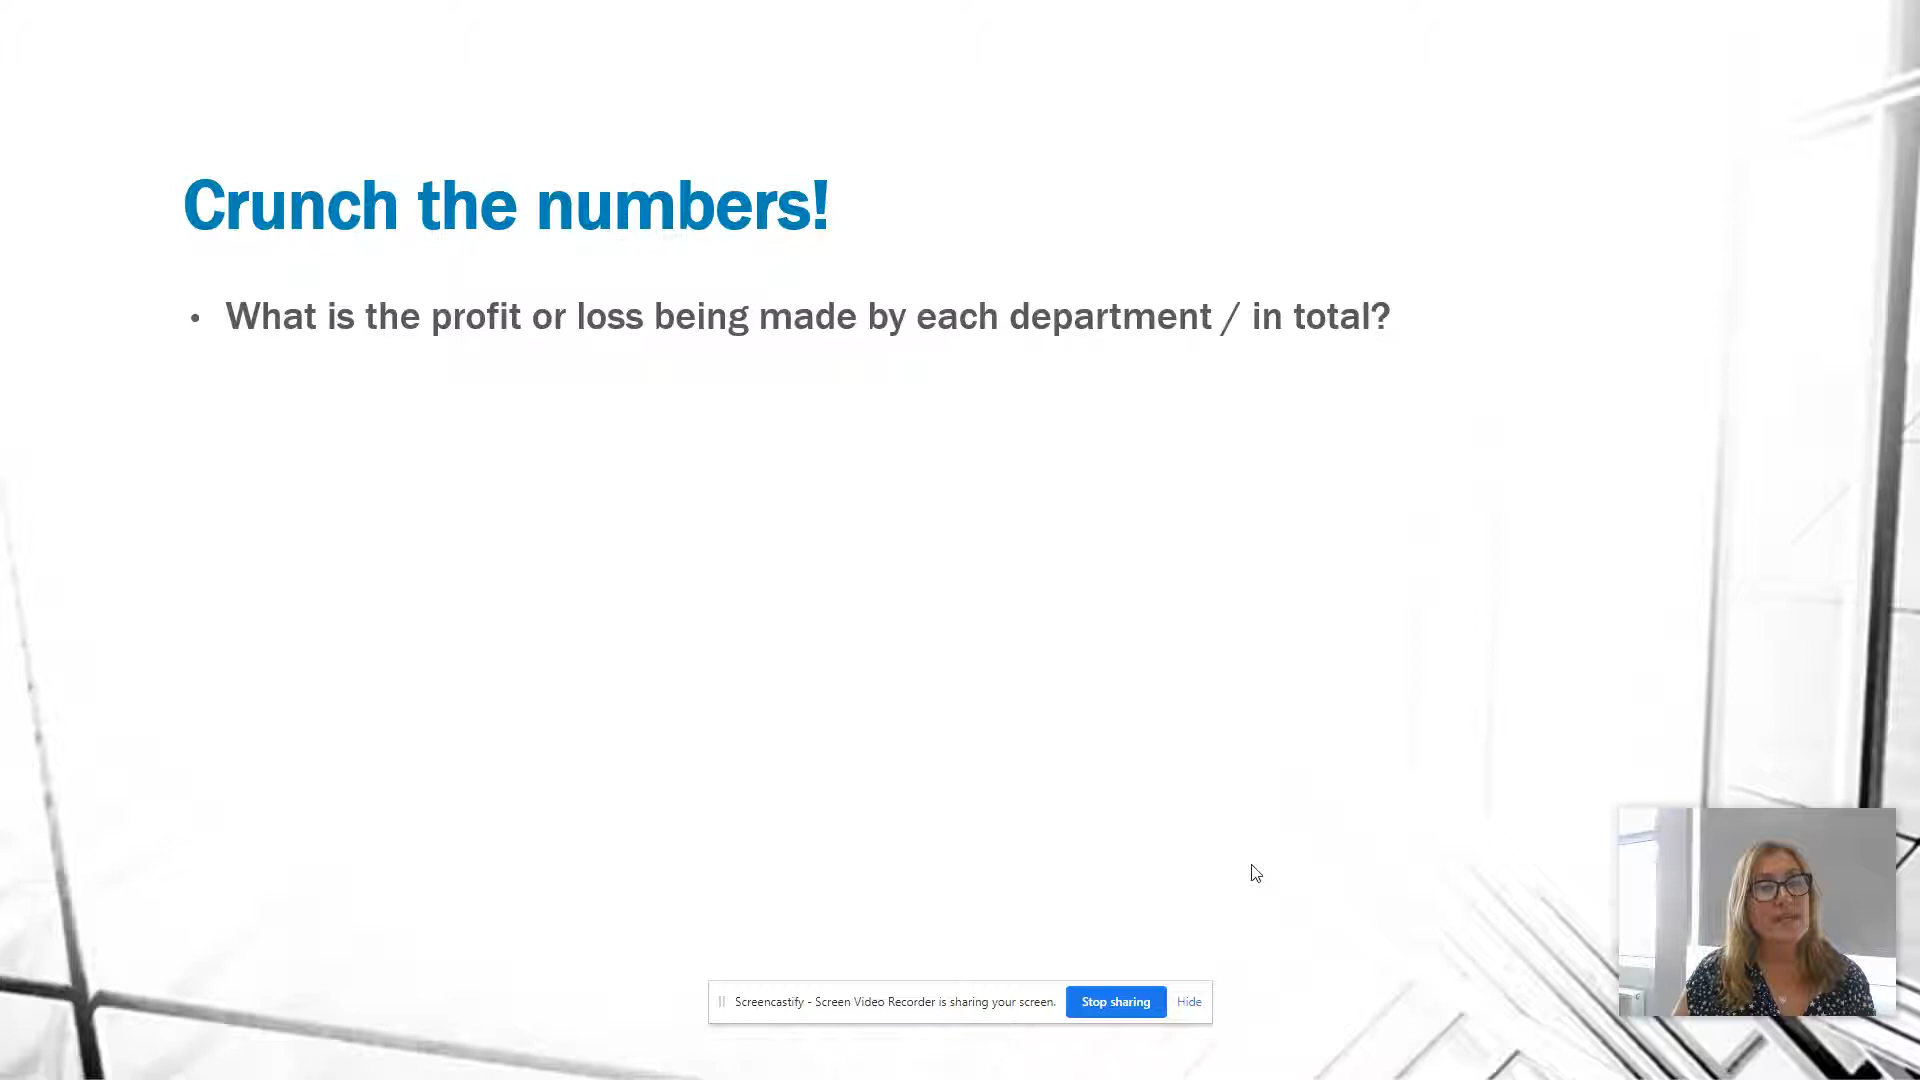 Crunch the numbers!
• What is the profit or loss being made by each department / in total?
Screencastify - Screen Video Recorder is sharing your screen. Stop sharing Hide